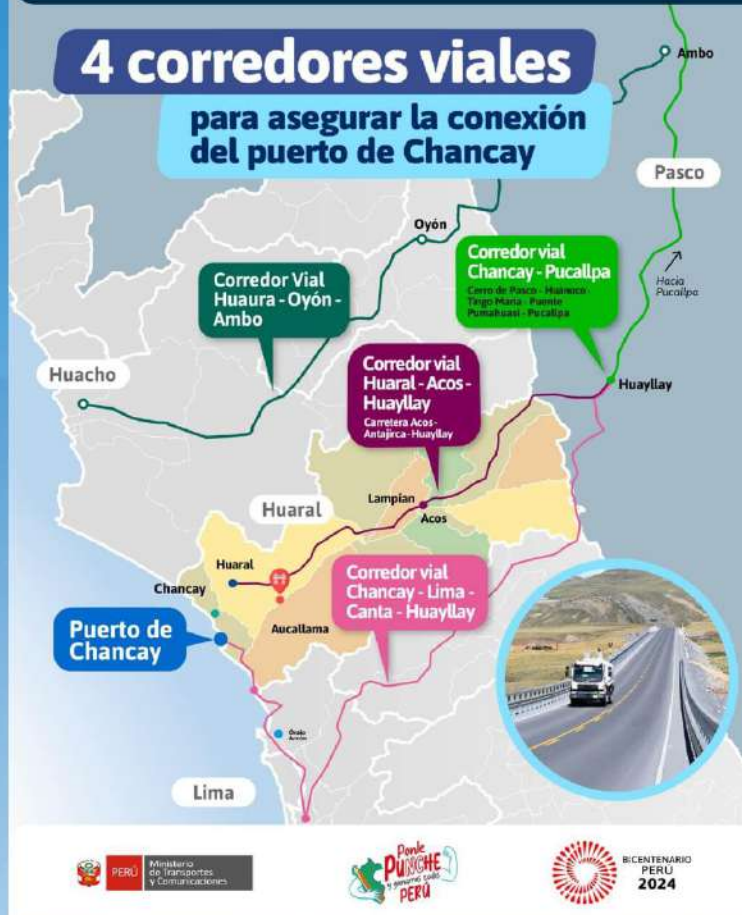 4 corredores viales
para asegurar la conexión
del puerto de Chancay
Ambo
Pasco
Oyón
Corredor vial
Chancay - Pucallpa
Cerro de Pasco - Huánuco -
Tingo María - Puente
Pumahuasi - Pucallpa
Hacia
Pucallpa
Corredor Vial
Huaura - Oyón -
Ambo
Huacho
Corredor vial
Huaral - Acos -
Huayllay
Carretera Acos -
Antajirca - Huayllay
Huayllay
Lampian
Acos
Huaral
Huaral
Chancay
Corredor vial
Chancay - Lima -
Canta - Huayllay
Aucallama
Puerto de
Chancay
Lima
PERÚ
Ministerio
de Transportes
y Comunicaciones
Ponle
PUNCHE
y ganamos todos
PERÚ
BICENTENARIO
PERÚ
2024